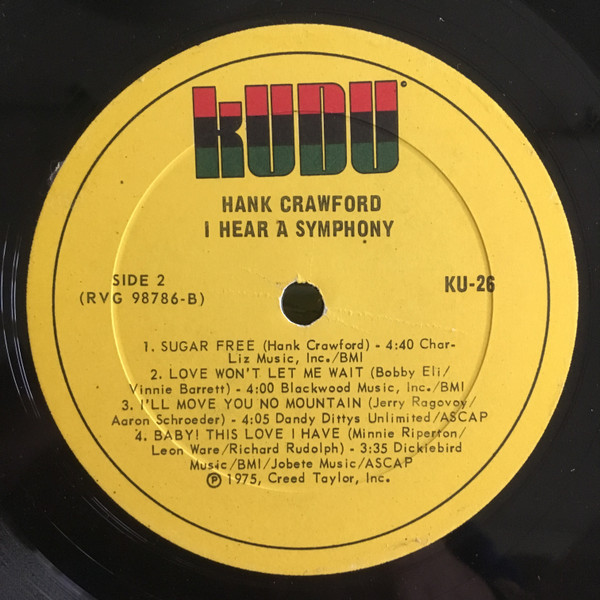 KUDU
HANK CRAWFORD
I HEAR A SYMPHONY
SIDE 2
(RVG 98786-B)
KU-26
1. SUGAR FREE (Hank Crawford) - 4:40 Char-
Liz Music, Inc./BMI
2. LOVE WON'T LET ME WAIT (Bobby Eli/
Vinnie Barrett) - 4:00 Blackwood Music, Inc./BMI
3. I'LL MOVE YOU NO MOUNTAIN (Jerry Ragovoy/
Aaron Schroeder) - 4:05 Dandy Dittys Unlimited/ASCAP
4. BABY! THIS LOVE I HAVE (Minnie Riperton/
Leon Ware/Richard Rudolph) - 3:35 Dickiebird
Music/BMI/Jobete Music/ASCAP
℗ 1975, Creed Taylor, Inc.